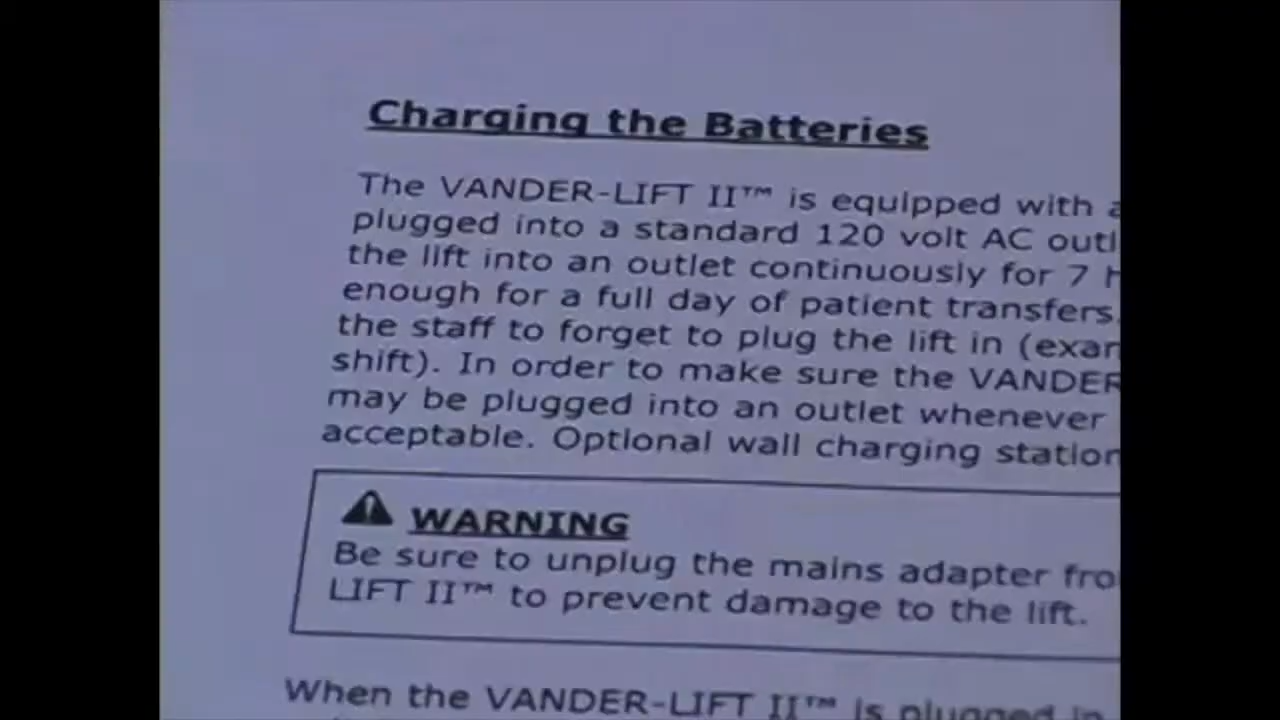 Charging the Batteries
The VANDER-LIFT II™ is equipped with
plugged into a standard 120 volt AC
the lift into an outlet continuously for 7
enough for a full day of patient transfers.
the staff to forget to plug the lift in
shift). In order to make sure the VANDER
may be plugged into an outlet whenever
acceptable. Optional wall charging
WARNING
Be sure to unplug the mains adapter
LIFT II™ to prevent damage to the lift.
When the VANDER-LIFT II™ is plugged in